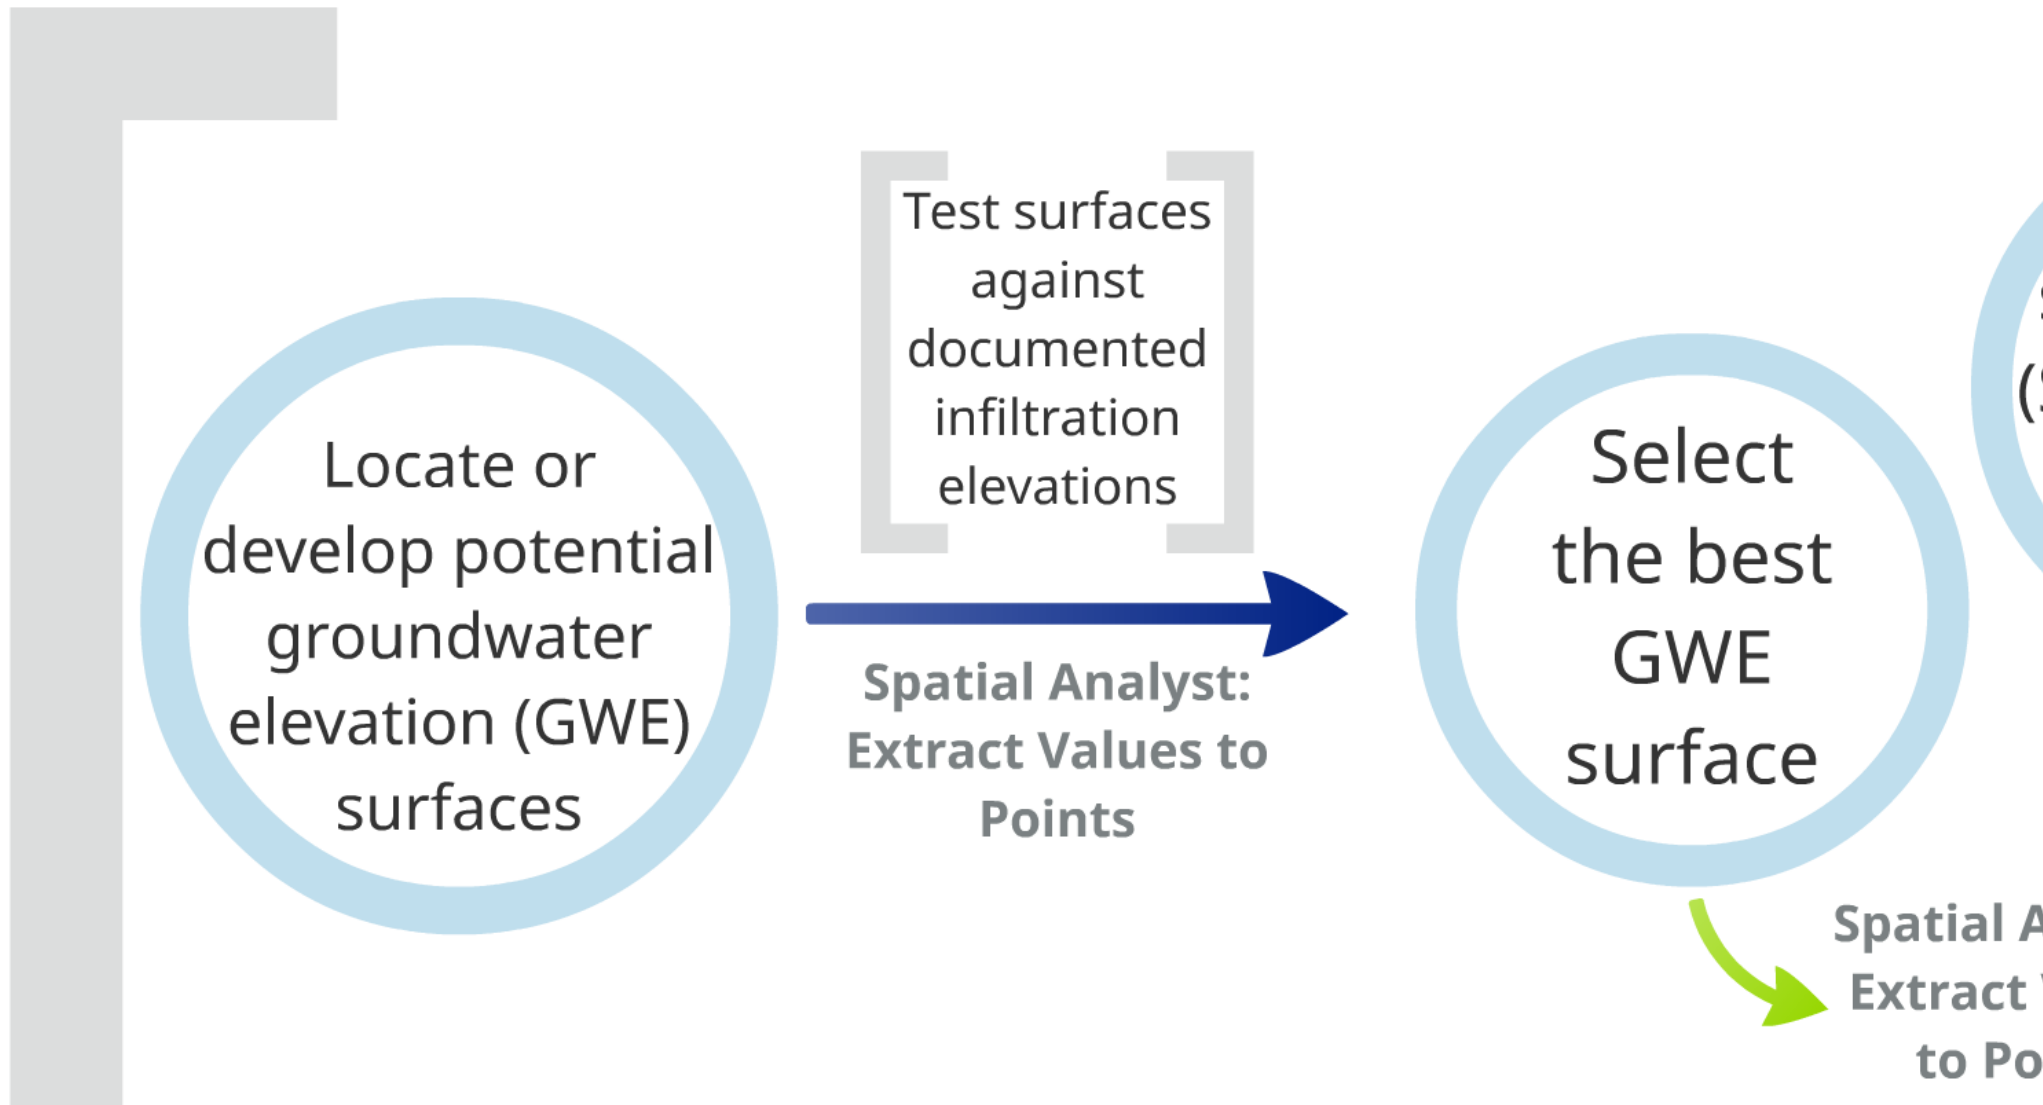 Locate or
develop potential
groundwater
elevation (GWE)
surfaces
Test surfaces
against
documented
infiltration
elevations
Spatial Analyst:
Extract Values to
Points
Select
the best
GWE
surface
Spatial
Extract
to